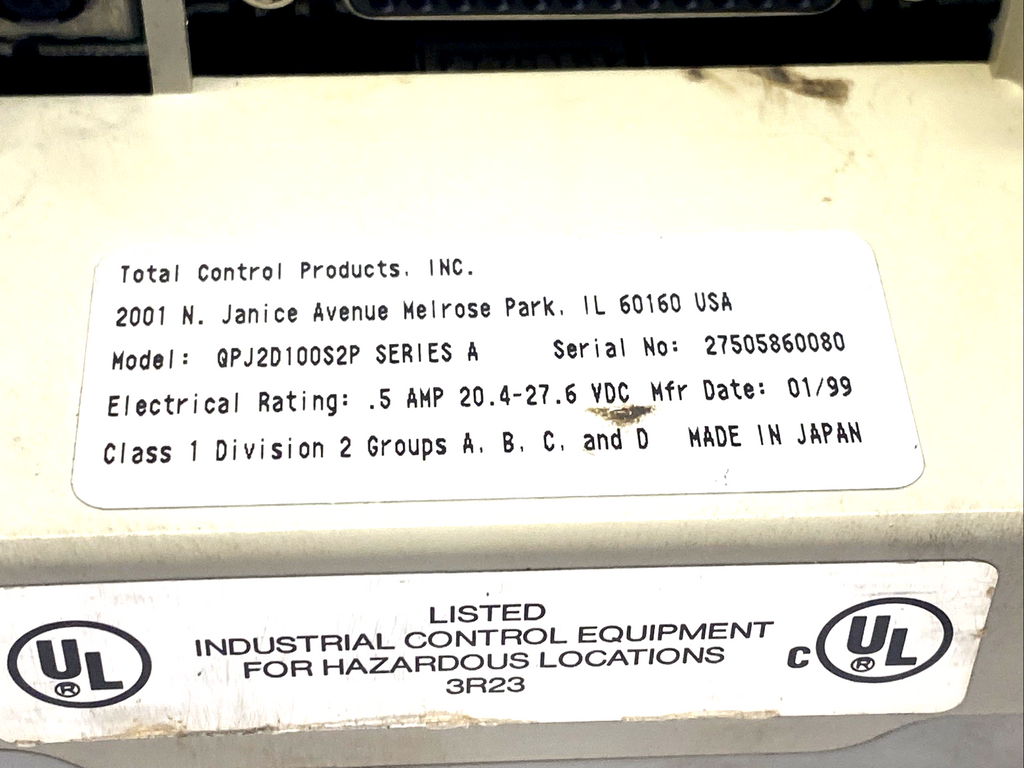 Total Control Products, INC.
2001 N. Janice Avenue Melrose Park, IL 60160 USA
Model: QPJ2D100S2P SERIES A Serial No: 27505860080
Electrical Rating: .5 AMP 20.4-27.6 VDC Mfr Date: 01/99
Class 1 Division 2 Groups A, B, C, and D MADE IN JAPAN
UL ®
LISTED
INDUSTRIAL CONTROL EQUIPMENT
FOR HAZARDOUS LOCATIONS
3R23
C UL ®